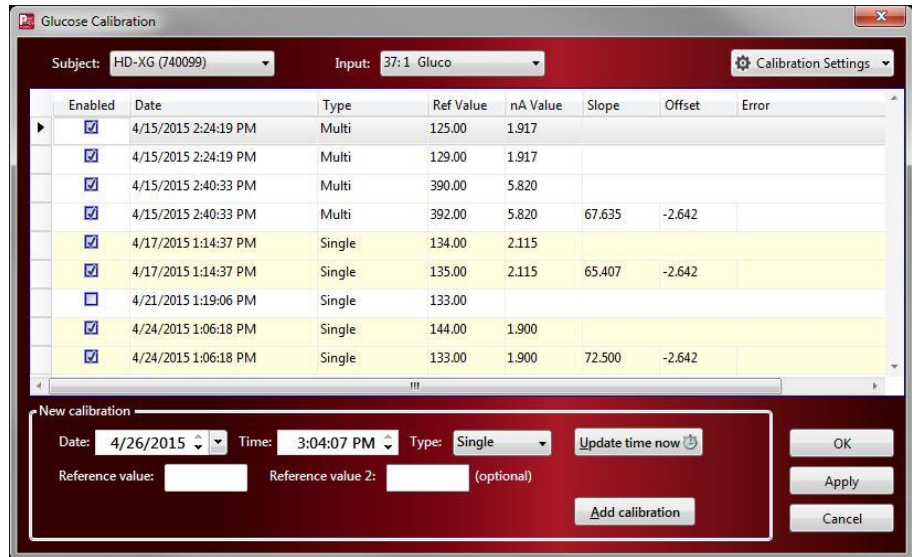 Glucose Calibration
Subject: HD-XG (740099) Input: 37: 1 Gluco Calibration Settings
Enabled Date Type Ref Value nA Value Slope Offset Error
4/15/2015 2:24:19 PM Multi 125.00 1.917
4/15/2015 2:24:19 PM Multi 129.00 1.917
4/15/2015 2:40:33 PM Multi 390.00 5.820
4/15/2015 2:40:33 PM Multi 392.00 5.820 67.635 -2.642
4/17/2015 1:14:37 PM Single 134.00 2.115
4/17/2015 1:14:37 PM Single 135.00 2.115 65.407 -2.642
4/21/2015 1:19:06 PM Single 133.00
4/24/2015 1:06:18 PM Single 144.00 1.900
4/24/2015 1:06:18 PM Single 133.00 1.900 72.500 -2.642
New calibration
Date: 4/26/2015 Time: 3:04:07 PM Type: Single Update time now OK
Reference value: Reference value 2: (optional) Apply
Add calibration Cancel